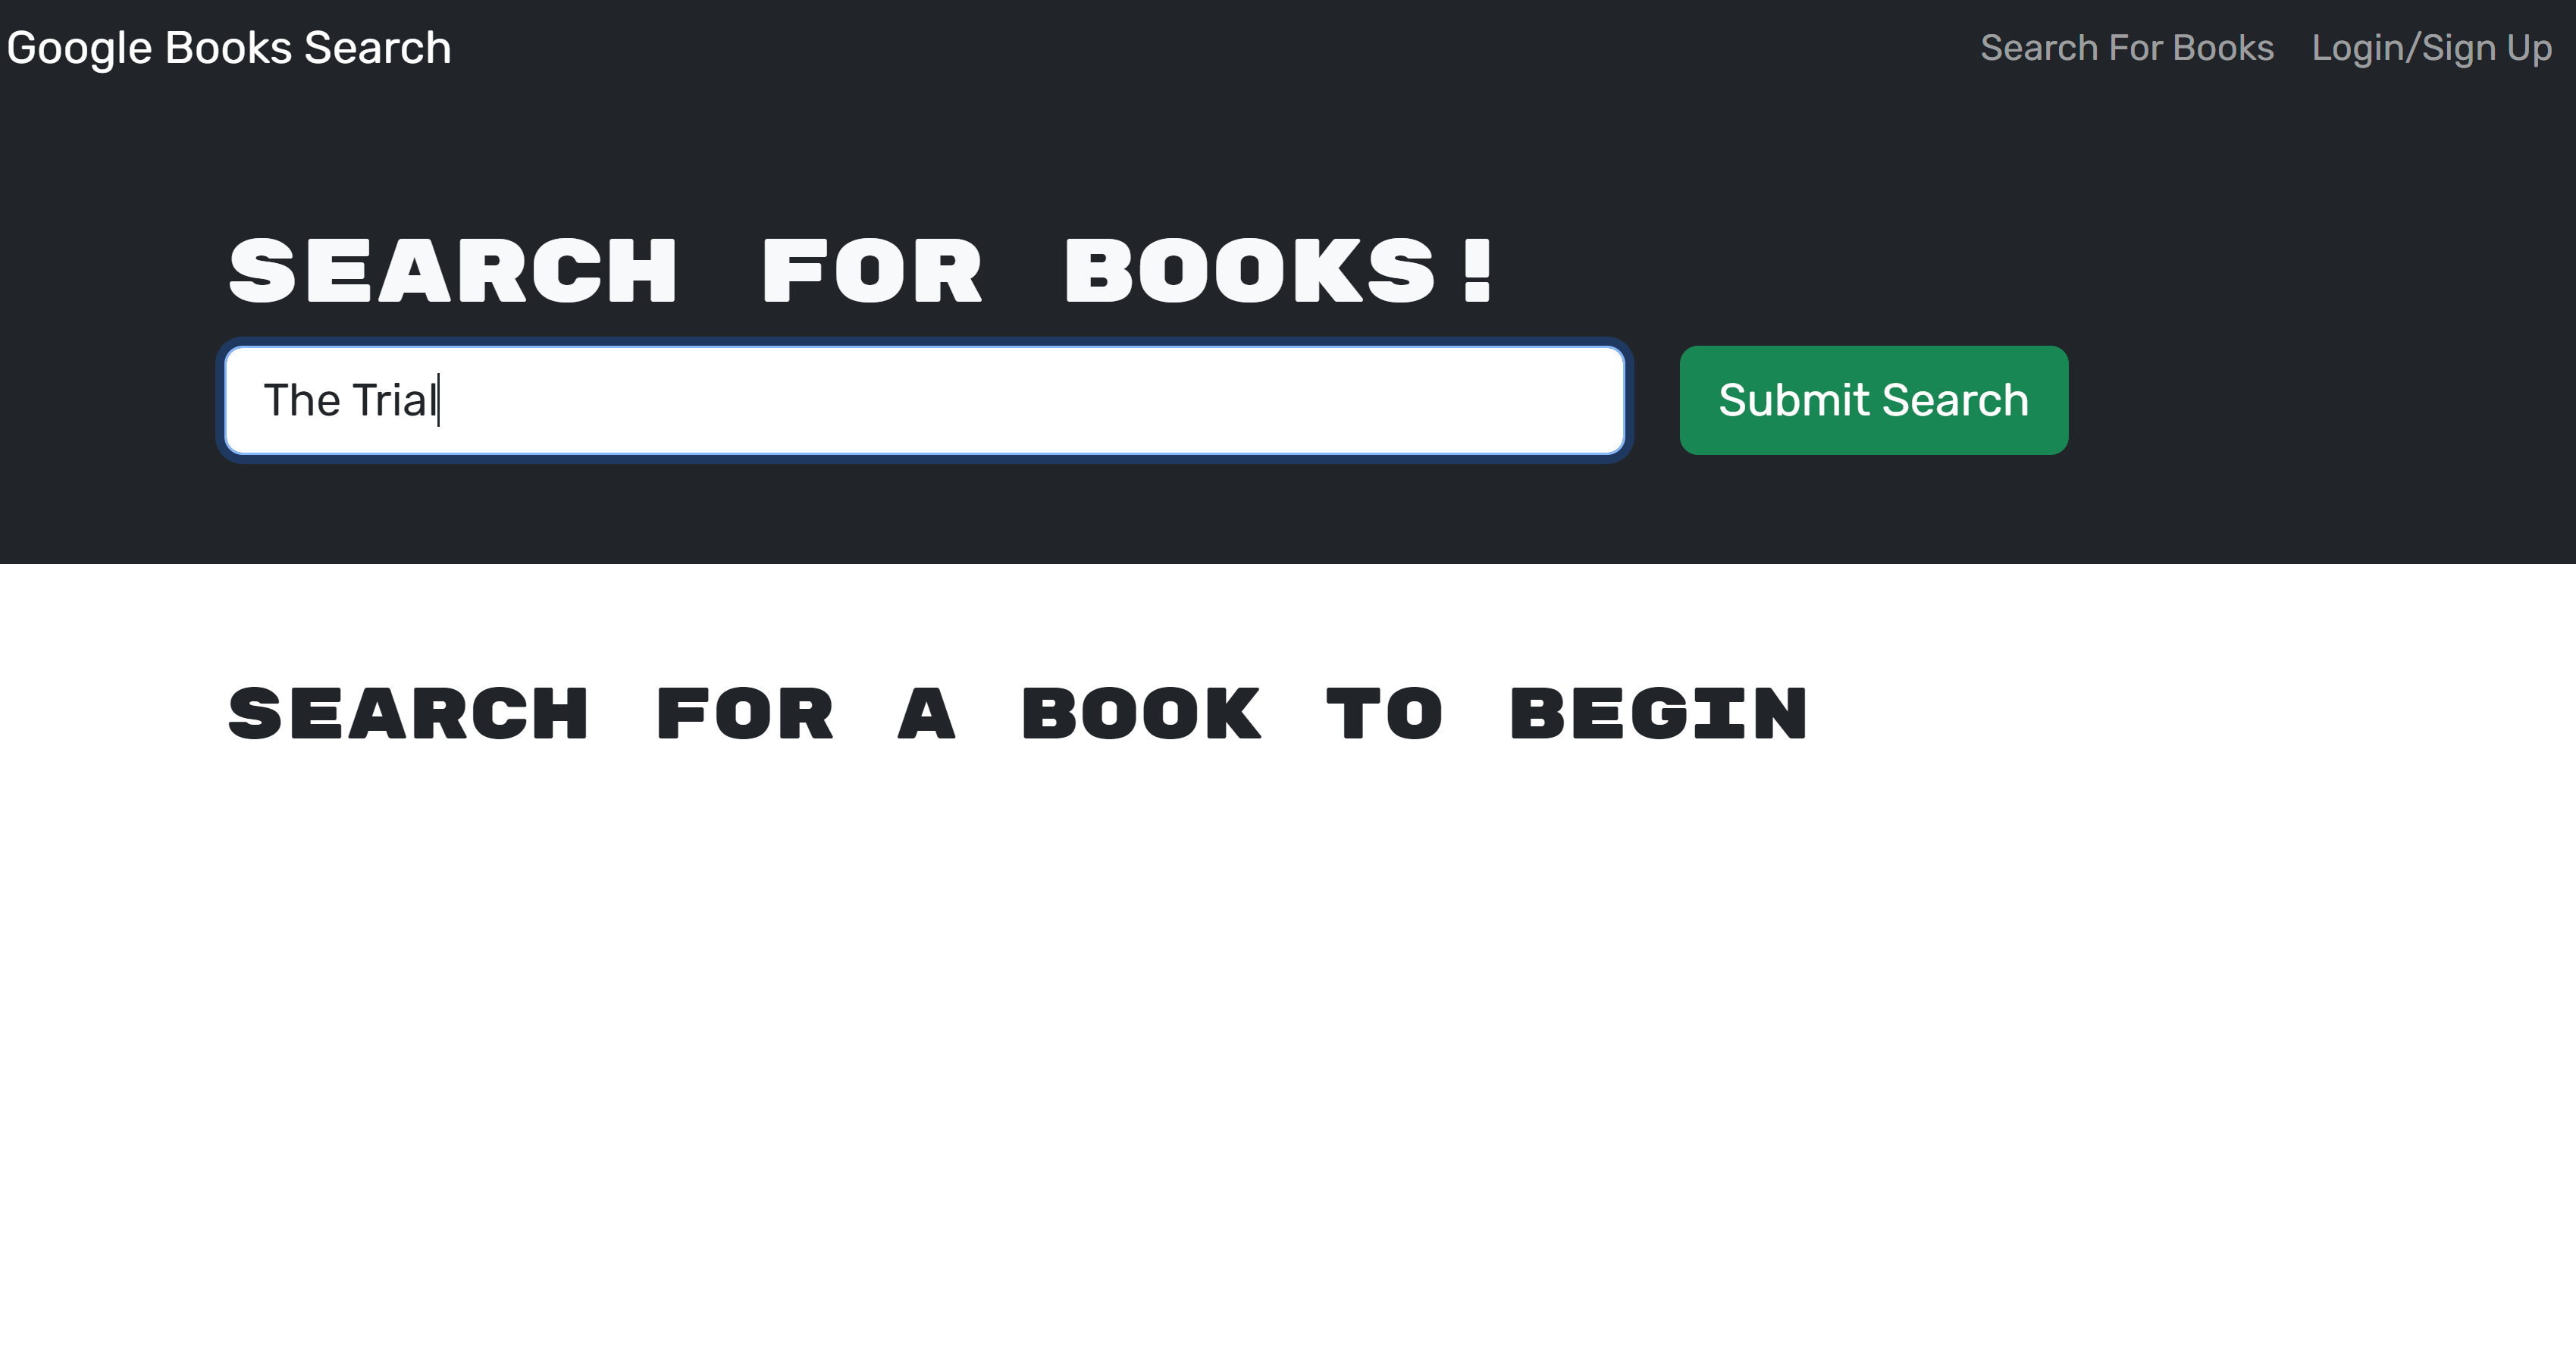 Google Books Search
Search For Books
Login/Sign Up
SEARCH FOR BOOKS!
The Trial
Submit Search
SEARCH FOR A BOOK TO BEGIN